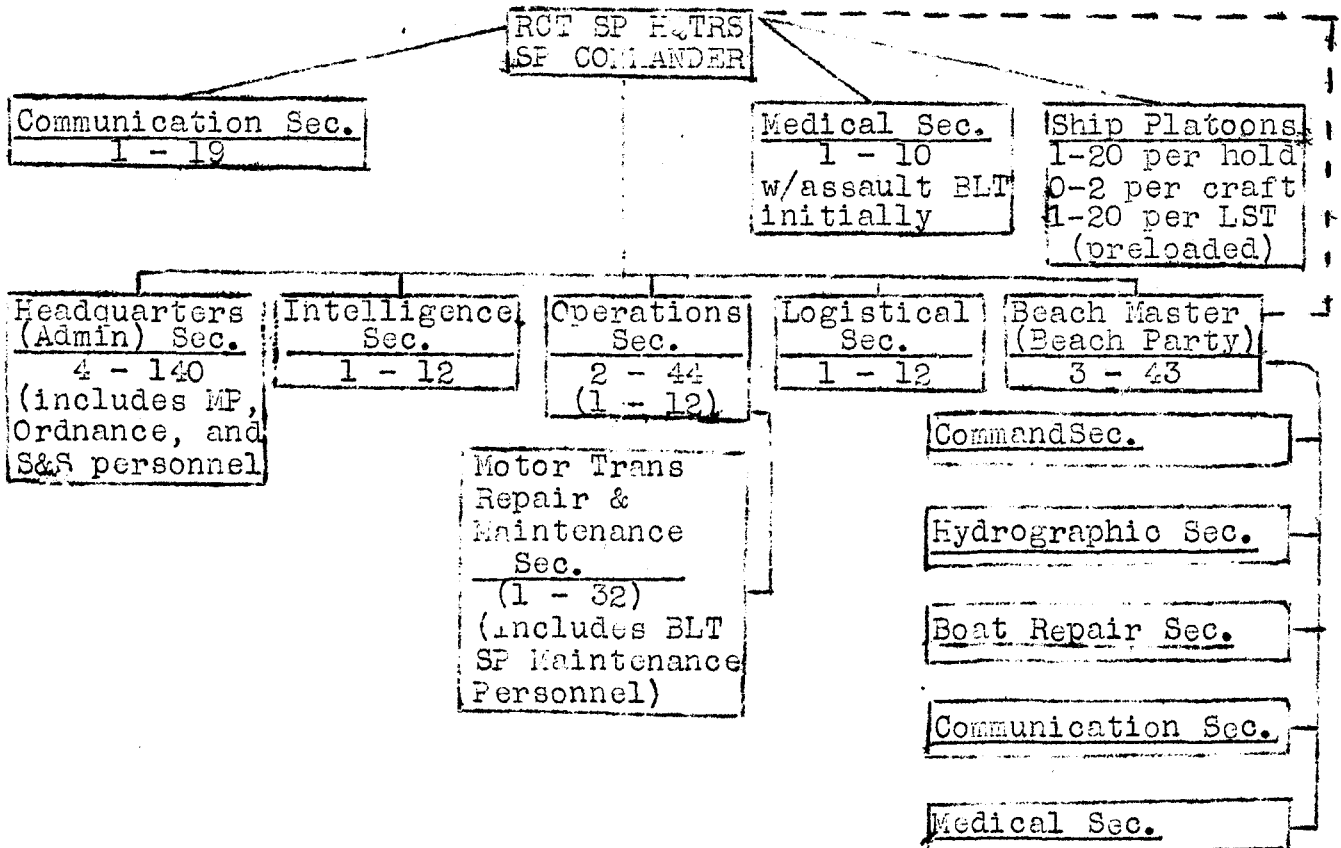 RCT SP HQTRS
SP COMMANDER
Communication Sec.
1 - 19
Medical Sec.
1 - 10
w/assault BLT
initially
Ship Platoons*
1-20 per hold
0-2 per craft
1-20 per LST
(preloaded)
Headquarters
(Admin) Sec.
4 - 140
(includes MP,
Ordnance, and
S&S personnel
Intelligence
Sec.
1 - 12
Operations
Sec.
2 - 44
(1 - 12)
Logistical
Sec.
1 - 12
Beach Master
(Beach Party)
3 - 43
Motor Trans
Repair &
Maintenance
Sec.
(1 - 32)
(includes BLT
SP Maintenance
Personnel)
CommandSec.
Hydrographic Sec.
Boat Repair Sec.
Communication Sec.
Medical Sec.